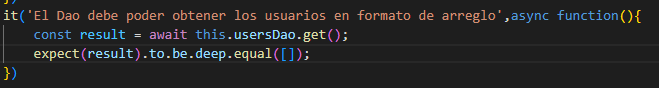 })
it('El Dao debe poder obtener los usuarios en formato de arreglo',async function(){
    const result = await this.usersDao.get();
    expect(result).to.be.deep.equal([]);
})